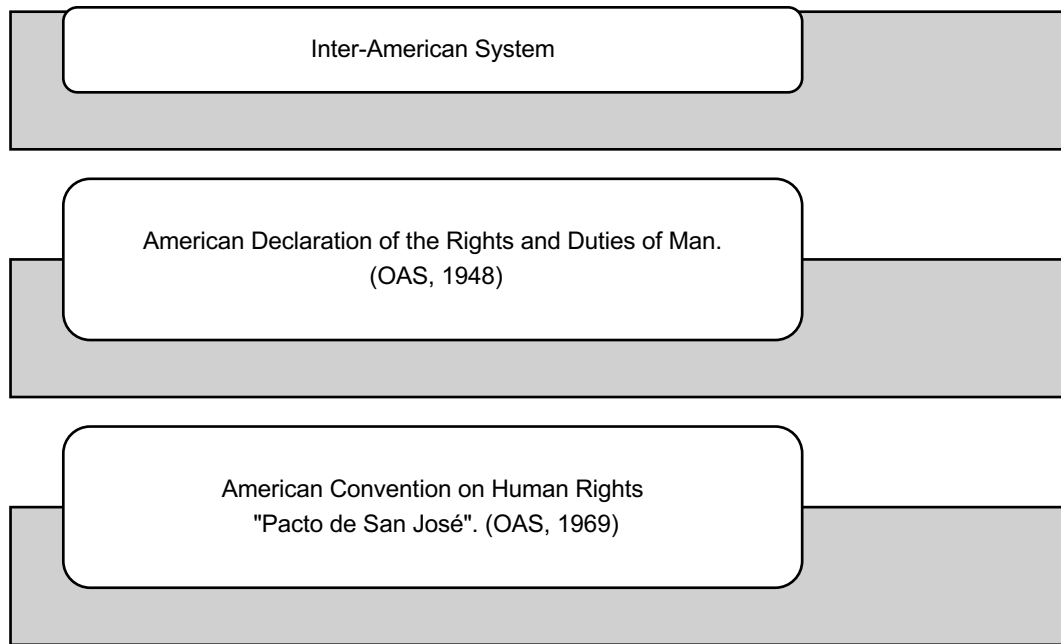 Inter-American System
American Declaration of the Rights and Duties of Man.
(OAS, 1948)
American Convention on Human Rights
"Pacto de San José". (OAS, 1969)